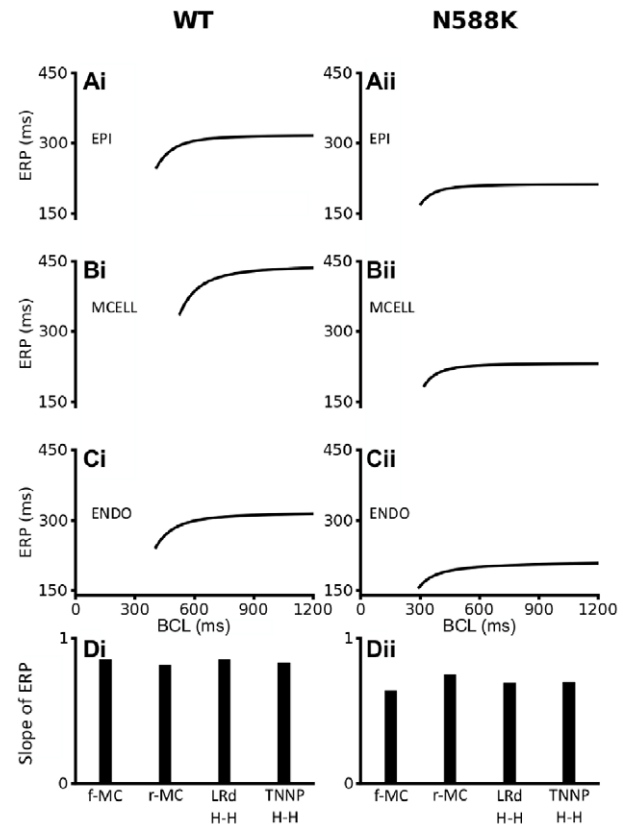 WT
N588K
450
Ai
EPI
300
150
ERP (ms)
Aii
EPI
450
300
150
450
Bi
MCELL
300
150
ERP (ms)
450
Bii
MCELL
300
150
450
Ci
ENDO
300
150
ERP (ms)
0 300 600 900 1200
BCL (ms)
450
Cii
ENDO
300
150
0 300 600 900 1200
BCL (ms)
1
Di
Slope of ERP
0
f-MC r-MC LRd TNNP
H-H H-H
1
Dii
0
f-MC r-MC LRd TNNP
H-H H-H